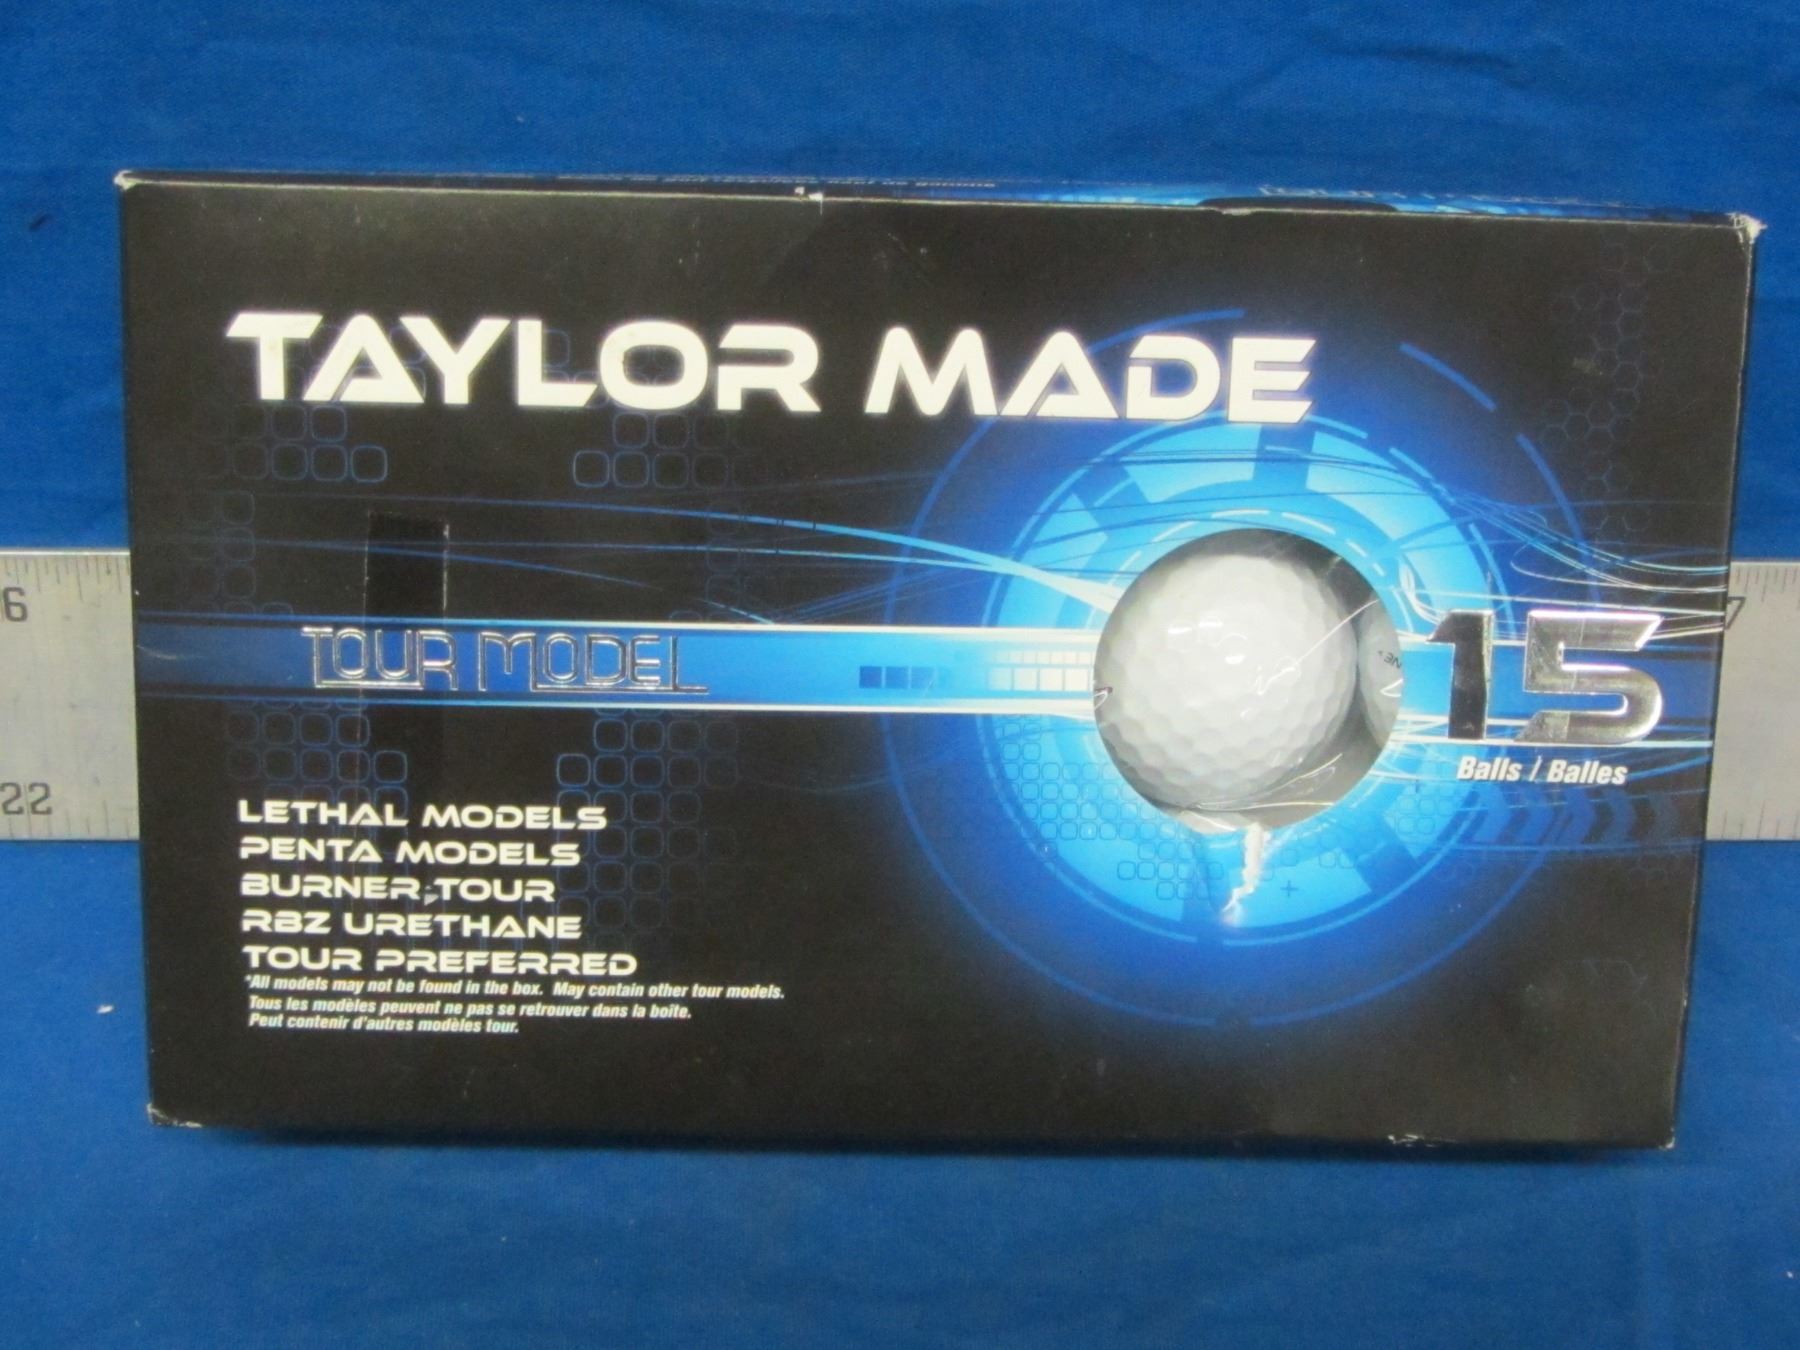 TAYLOR MADE
TOUR MODEL
15
Balls / Balles
LETHAL MODELS
PENTA MODELS
BURNER TOUR
RBZ URETHANE
TOUR PREFERRED
*All models may not be found in the box. May contain other tour models.
Tous les modèles peuvent ne pas se retrouver dans la boîte.
Peut contenir d'autres modèles tour.
6
22
7